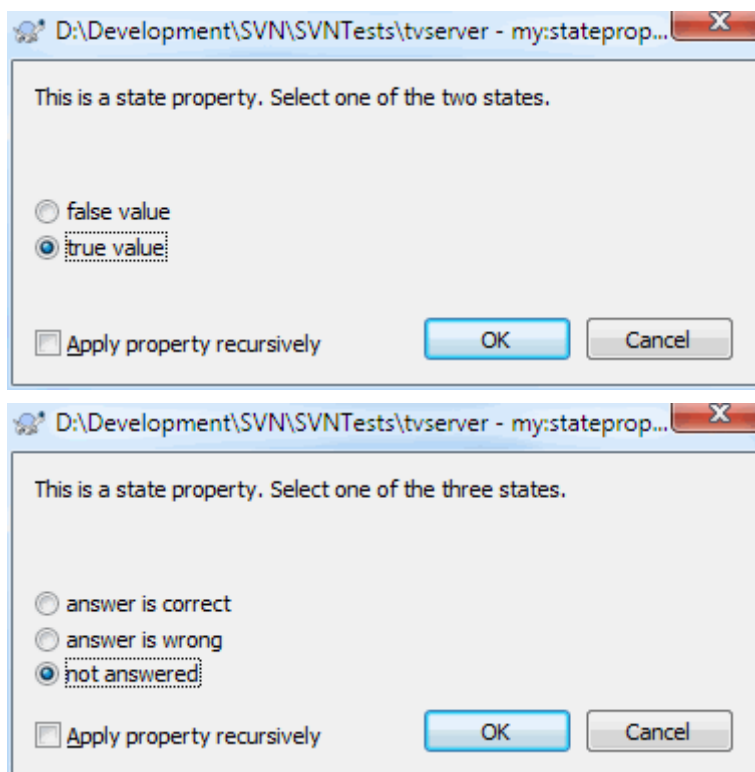 D:\Development\SVN\SVNTests\tvserver - my:stateprop...
This is a state property. Select one of the two states.
false value
true value
Apply property recursively OK Cancel
D:\Development\SVN\SVNTests\tvserver - my:stateprop...
This is a state property. Select one of the three states.
answer is correct
answer is wrong
not answered
Apply property recursively OK Cancel